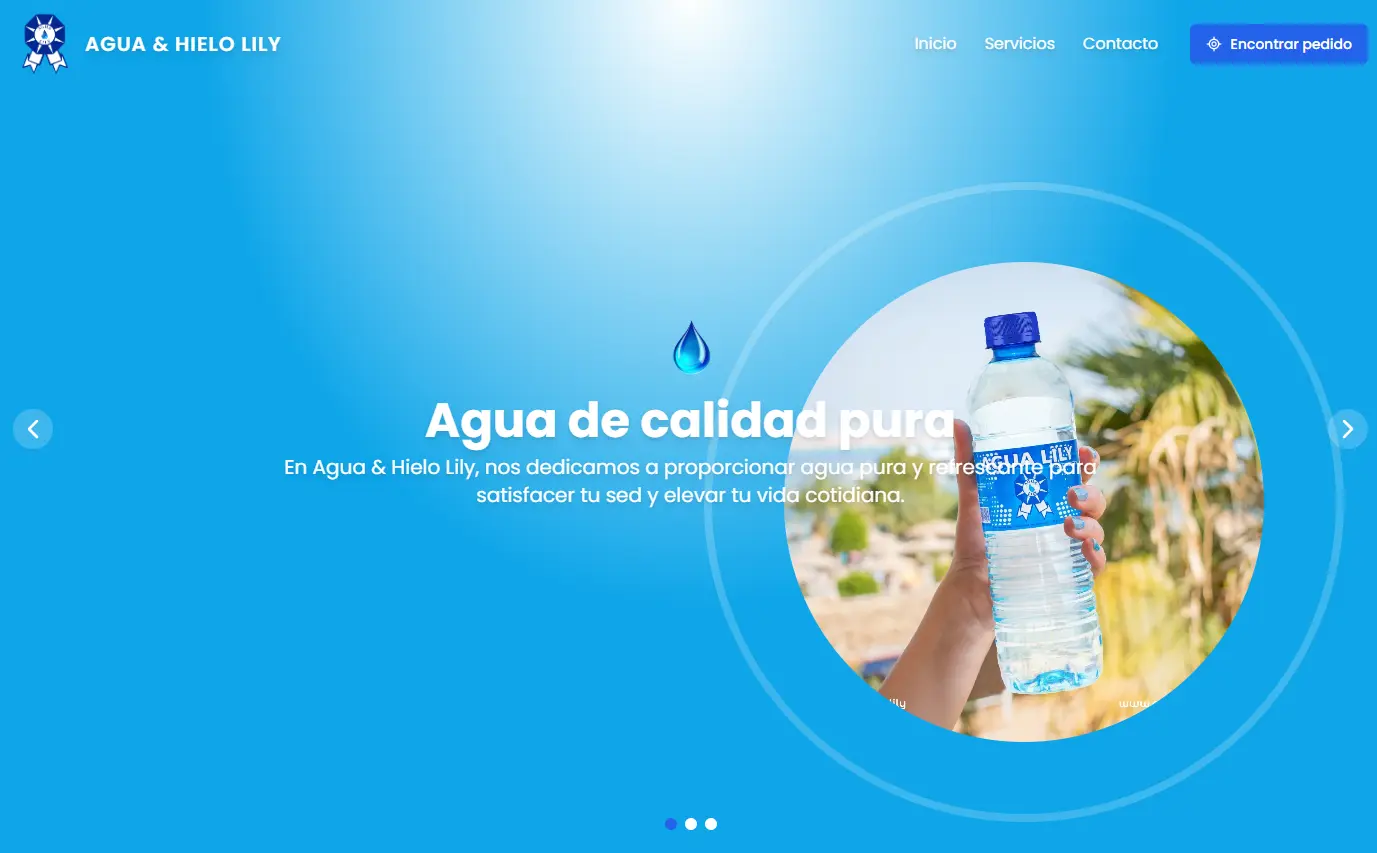 AGUA & HIELO LILY
Inicio
Servicios
Contacto
Encontrar pedido
Agua de calidad pura
En Agua & Hielo Lily, nos dedicamos a proporcionar agua pura y refrescante para
satisfacer tu sed y elevar tu vida cotidiana.
AGUA LILY
lily
www.